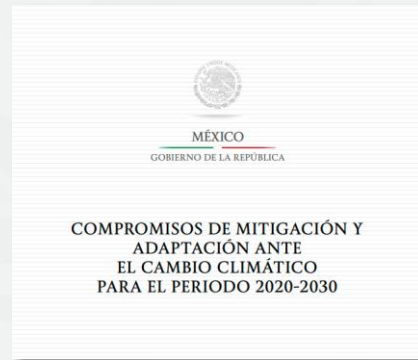 MÉXICO
GOBIERNO DE LA REPÚBLICA
COMPROMISOS DE MITIGACIÓN Y
ADAPTACIÓN ANTE
EL CAMBIO CLIMÁTICO
PARA EL PERIODO 2020-2030